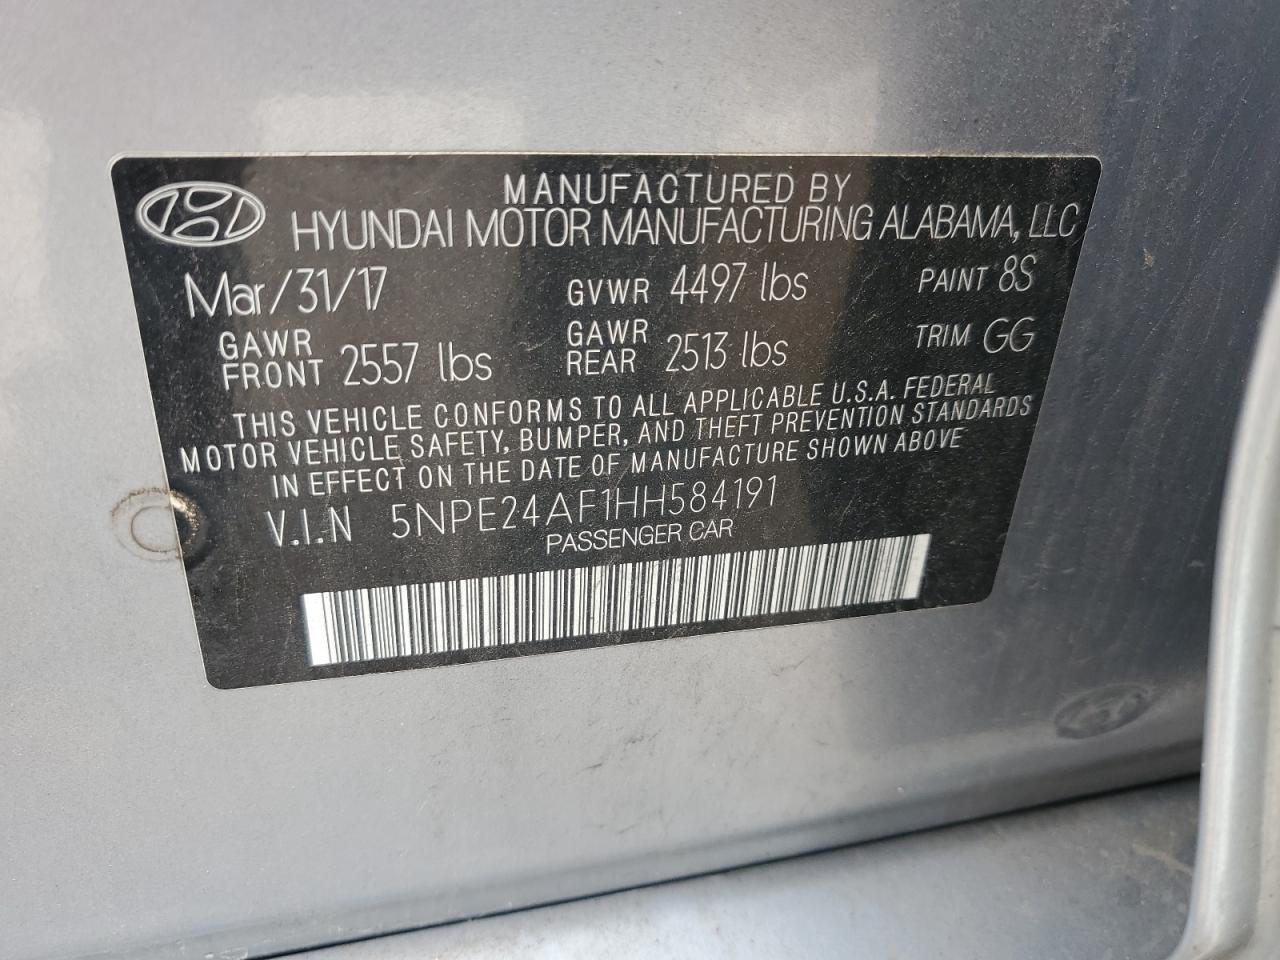 MANUFACTURED BY
HYUNDAI MOTOR MANUFACTURING ALABAMA, LLC
Mar/31/17 GVWR 4497 lbs PAINT 8S
GAWR FRONT 2557 lbs GAWR REAR 2513 lbs TRIM GG
THIS VEHICLE CONFORMS TO ALL APPLICABLE U.S.A. FEDERAL
MOTOR VEHICLE SAFETY, BUMPER, AND THEFT PREVENTION STANDARDS
IN EFFECT ON THE DATE OF MANUFACTURE SHOWN ABOVE
V.I.N 5NPE24AF1HH584191
PASSENGER CAR